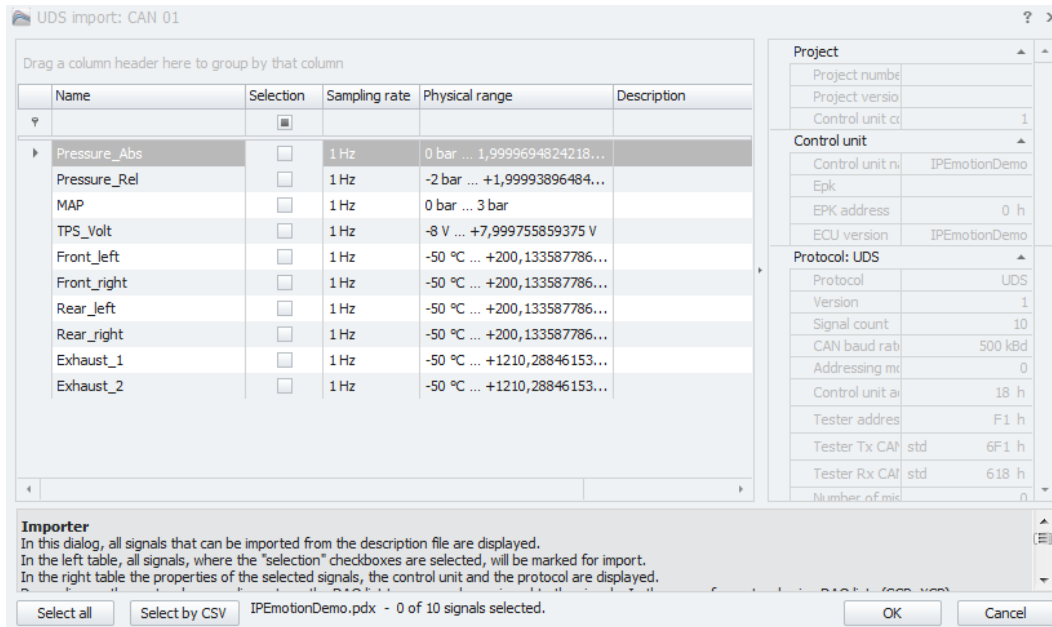 UDS import: CAN 01
?
Drag a column header here to group by that column
Name Selection Sampling rate Physical range Description
Pressure_Abs 1 Hz 0 bar ... 1,9999694824218...
Pressure_Rel 1 Hz -2 bar ... +1,99993896484...
MAP 1 Hz 0 bar ... 3 bar
TPS_Volt 1 Hz -8 V ... +7,999755859375 V
Front_left 1 Hz -50 °C ... +200,133587786...
Front_right 1 Hz -50 °C ... +200,133587786...
Rear_left 1 Hz -50 °C ... +200,133587786...
Rear_right 1 Hz -50 °C ... +200,133587786...
Exhaust_1 1 Hz -50 °C ... +1210,28846153...
Exhaust_2 1 Hz -50 °C ... +1210,28846153...
Project
Project numbe
Project versio
Control unit co 1
Control unit
Control unit na IPEmotionDemo
Epk
EPK address 0 h
ECU version IPEmotionDemo
Protocol: UDS
Protocol UDS
Version 1
Signal count 10
CAN baud rate 500 kBd
Addressing mo 0
Control unit a 18 h
Tester addres F1 h
Tester Tx CAN std 6F1 h
Tester Rx CAN std 618 h
Number of mis 0
Importer
In this dialog, all signals that can be imported from the description file are displayed.
In the left table, all signals, where the "selection" checkboxes are selected, will be marked for import.
In the right table the properties of the selected signals, the control unit and the protocol are displayed.
Select all Select by CSV IPEmotionDemo.pdx - 0 of 10 signals selected. OK Cancel